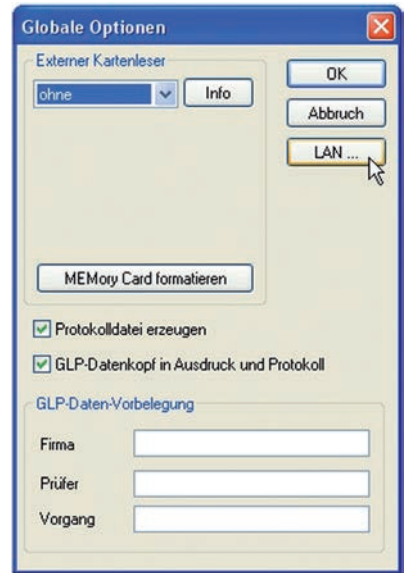 Globale Optionen
Externer Kartenleser
ohne
Info
OK
Abbruch
LAN ...
MEMory Card formatieren
Protokolldatei erzeugen
GLP-Datenkopf in Ausdruck und Protokoll
GLP-Daten-Vorbelegung
Firma
Prüfer
Vorgang